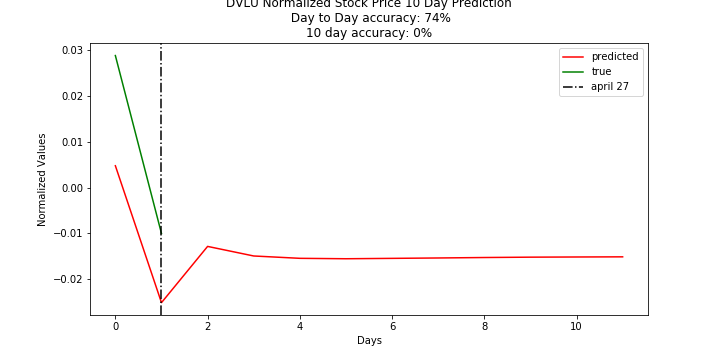 DVLU Normalized Stock Price 10 Day Prediction
Day to Day accuracy: 74%
10 day accuracy: 0%
0.03
0.02
0.01
0.00
−0.01
−0.02
Normalized Values
predicted
true
april 27
0
2
4
6
8
10
Days